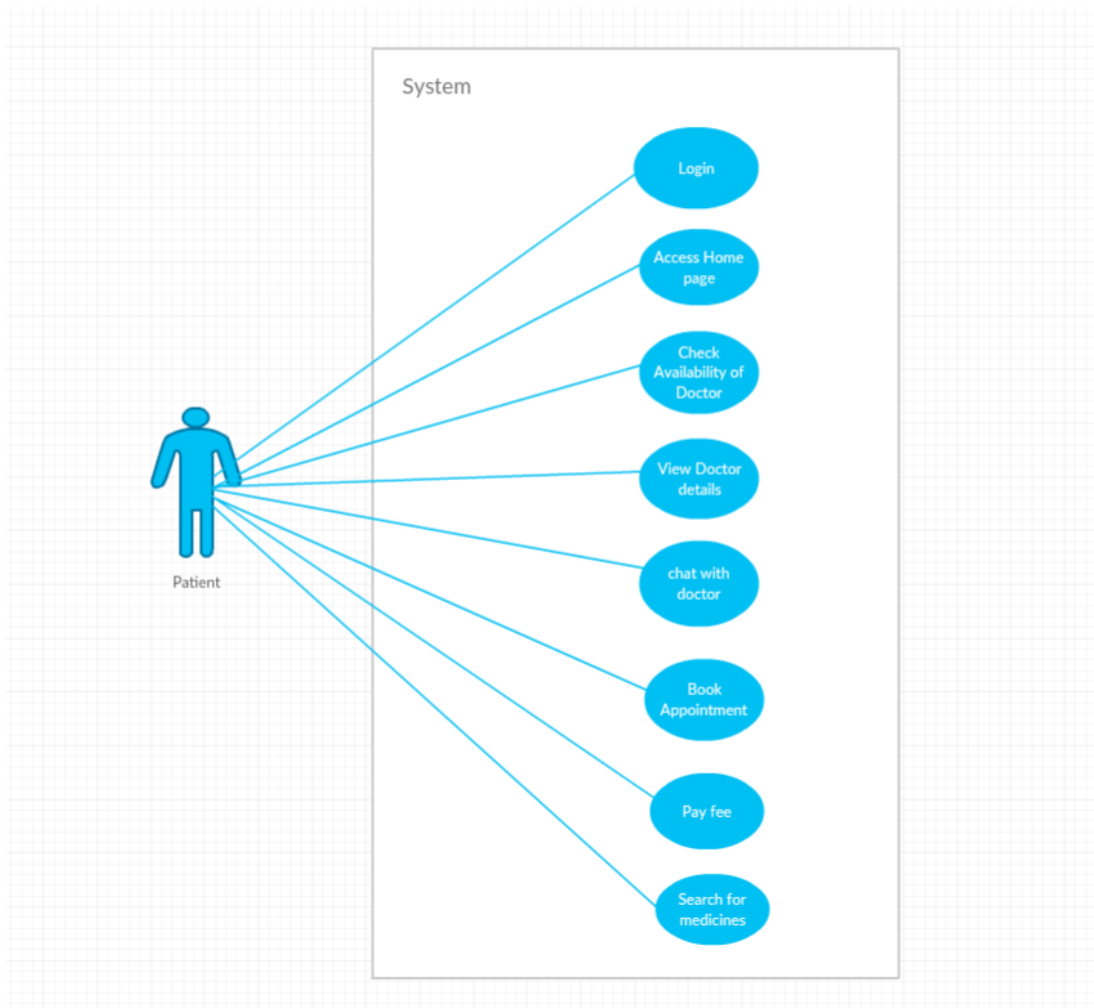 System
Login
Access Home
page
Check
Availability of
Doctor
View Doctor
details
chat with
doctor
Patient
Book
Appointment
Pay fee
Search for
medicines